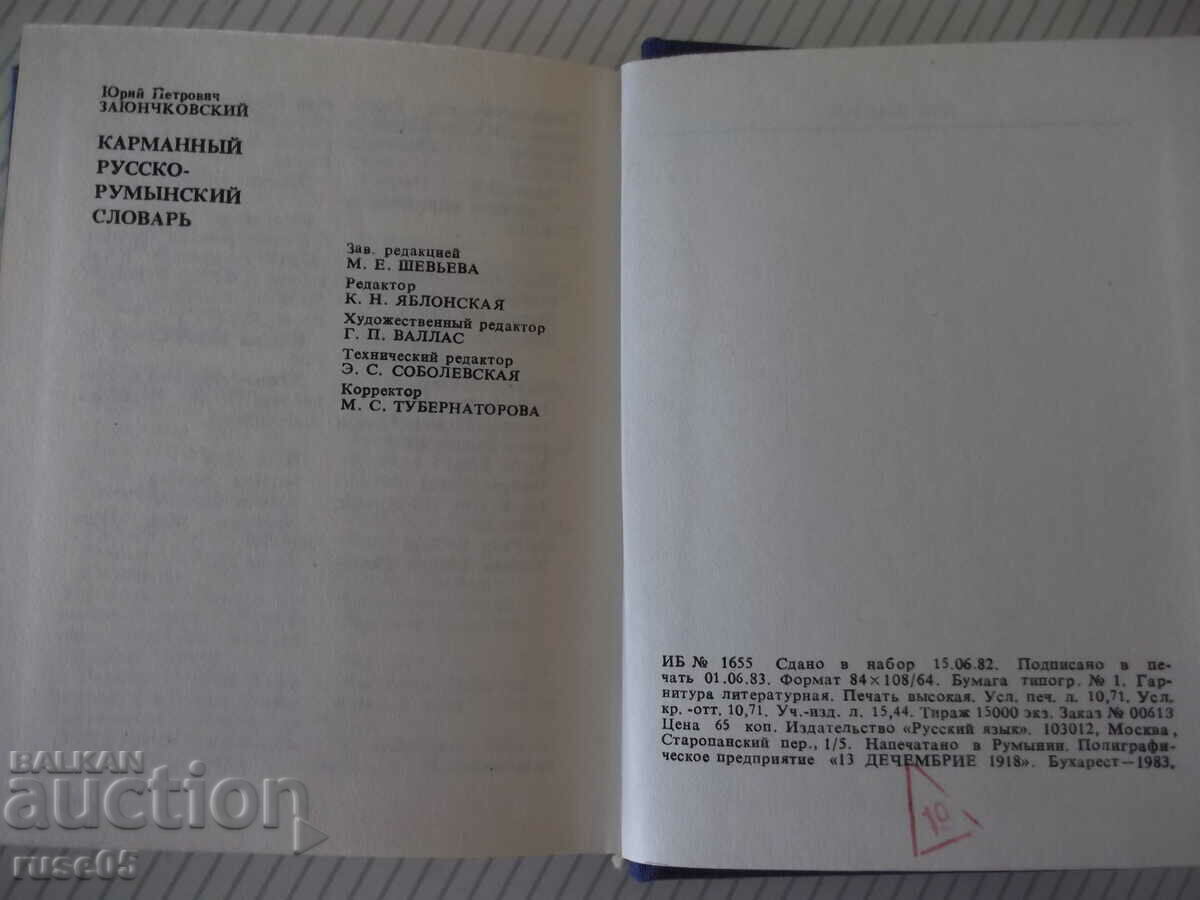 Юрий Петрович
ЗАЮНЧКОВСКИЙ
КАРМАННЫЙ
РУССКО-
РУМЫНСКИЙ
СЛОВАРЬ
Зав. редакцией
М. Е. ШЕВЬЕВА
Редактор
К. Н. ЯБЛОНСКАЯ
Художественный редактор
Г. П. ВАЛЛАС
Технический редактор
Э. С. СОБОЛЕВСКАЯ
Корректор
М. С. ТУБЕРНАТОРОВА
ИБ № 1655 Сдано в набор 15.06.82. Подписано в пе-
чать 01.06.83. Формат 84×108/64. Бумага типогр. № 1. Гар-
нитура литературная. Печать высокая. Усл. печ. л. 10,71. Усл.
кр. -отт. 10,71. Уч.-изд. л. 15,44. Тираж 15000 экз. Заказ № 00613
Цена 65 коп. Издательство «Русский язык». 103012, Москва,
Старопанский пер., 1/5. Напечатано в Румынии. Полиграфи-
ческое предприятие «13 ДЕЧЕМБРИЕ 1918». Бухарест—1983.
10
BALKAN
auction
ruse05